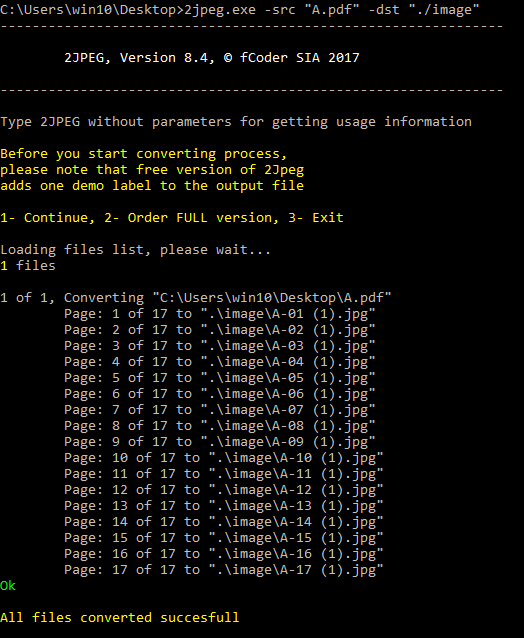 C:\Users\win10\Desktop>2jpeg.exe -src "A.pdf" -dst "./image"
---------------------------------------------------------------
2JPEG, Version 8.4, © fCoder SIA 2017
---------------------------------------------------------------
Type 2JPEG without parameters for getting usage information
Before you start converting process,
please note that free version of 2Jpeg
adds one demo label to the output file
1- Continue, 2- Order FULL version, 3- Exit
Loading files list, please wait...
1 files
1 of 1, Converting "C:\Users\win10\Desktop\A.pdf"
Page: 1 of 17 to ".\image\A-01 (1).jpg"
Page: 2 of 17 to ".\image\A-02 (1).jpg"
Page: 3 of 17 to ".\image\A-03 (1).jpg"
Page: 4 of 17 to ".\image\A-04 (1).jpg"
Page: 5 of 17 to ".\image\A-05 (1).jpg"
Page: 6 of 17 to ".\image\A-06 (1).jpg"
Page: 7 of 17 to ".\image\A-07 (1).jpg"
Page: 8 of 17 to ".\image\A-08 (1).jpg"
Page: 9 of 17 to ".\image\A-09 (1).jpg"
Page: 10 of 17 to ".\image\A-10 (1).jpg"
Page: 11 of 17 to ".\image\A-11 (1).jpg"
Page: 12 of 17 to ".\image\A-12 (1).jpg"
Page: 13 of 17 to ".\image\A-13 (1).jpg"
Page: 14 of 17 to ".\image\A-14 (1).jpg"
Page: 15 of 17 to ".\image\A-15 (1).jpg"
Page: 16 of 17 to ".\image\A-16 (1).jpg"
Page: 17 of 17 to ".\image\A-17 (1).jpg"
Ok
All files converted succesfull